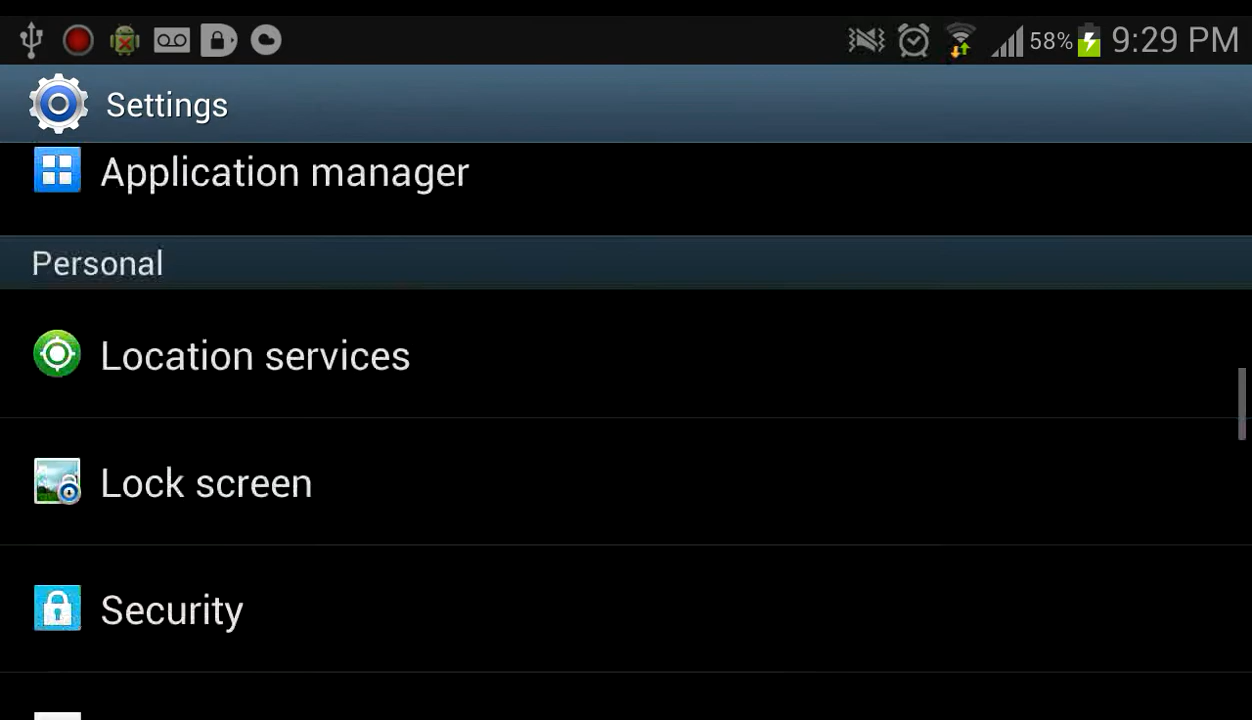 58% 9:29 PM
Settings
Application manager
Personal
Location services
Lock screen
Security